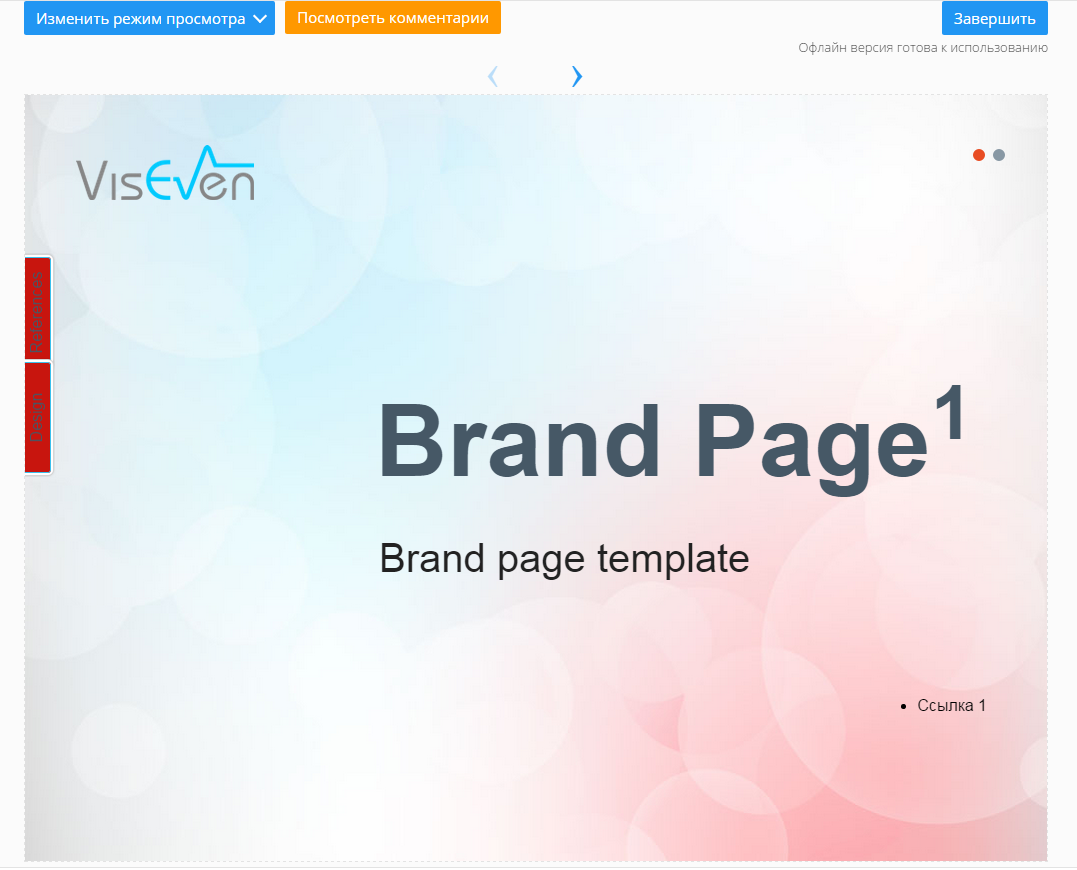 Изменить режим просмотра
Посмотреть комментарии
Завершить
Офлайн версия готова к использованию
VisEven
References
Design
Brand Page1
Brand page template
Ссылка 1